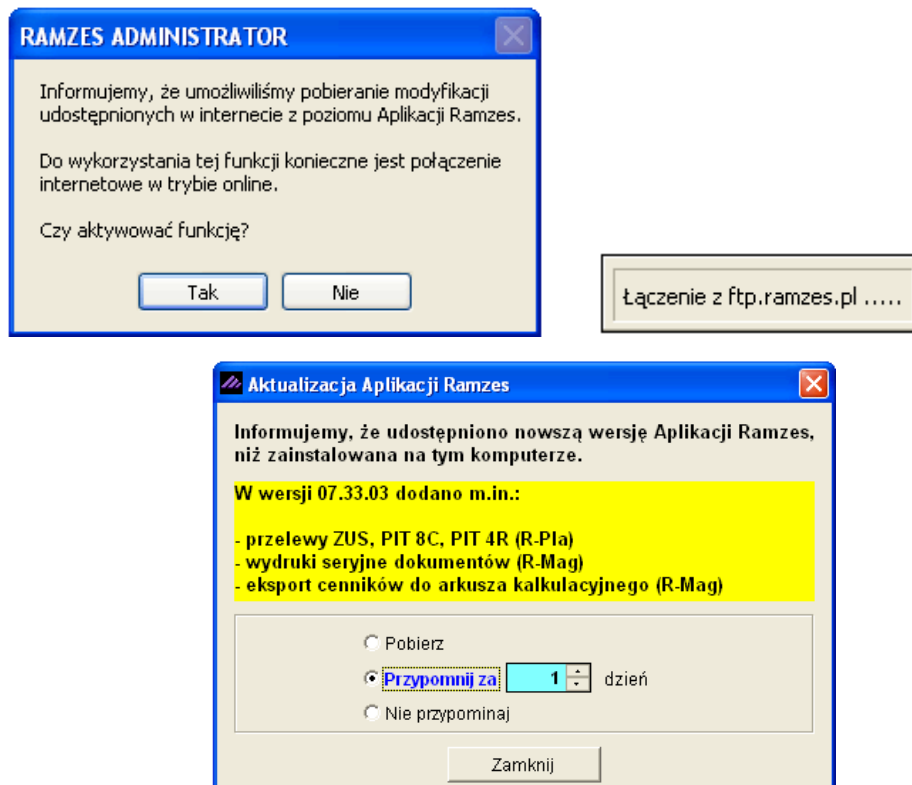 RAMZES ADMINISTRATOR
Informujemy, że umożliwiliśmy pobieranie modyfikacji
udostępnionych w internecie z poziomu Aplikacji Ramzes.
Do wykorzystania tej funkcji konieczne jest połączenie
internetowe w trybie online.
Czy aktywować funkcję?
Tak
Nie
Łączenie z ftp.ramzes.pl .....
Aktualizacja Aplikacji Ramzes
Informujemy, że udostępniono nowszą wersję Aplikacji Ramzes,
niż zainstalowana na tym komputerze.
W wersji 07.33.03 dodano m.in.:
- przelewy ZUS, PIT 8C, PIT 4R (R-Pla)
- wydruki seryjne dokumentów (R-Mag)
- eksport cenników do arkusza kalkulacyjnego (R-Mag)
Pobierz
Przypomnij za 1 dzień
Nie przypominaj
Zamknij